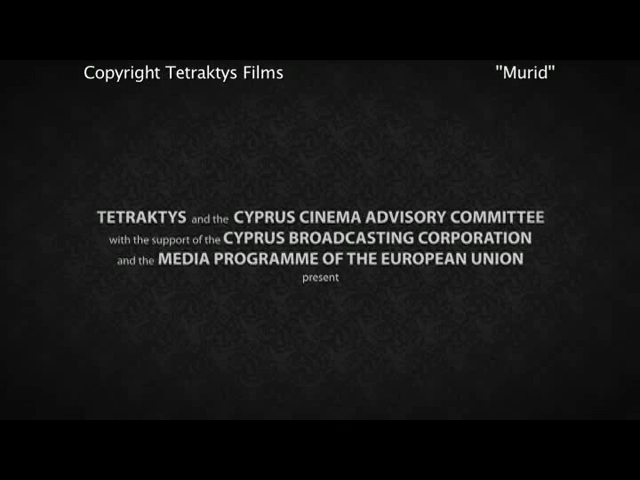 Copyright Tetraktys Films "Murid"
TETRAKTYS and the CYPRUS CINEMA ADVISORY COMMITTEE
with the support of the CYPRUS BROADCASTING CORPORATION
and the MEDIA PROGRAMME OF THE EUROPEAN UNION
present